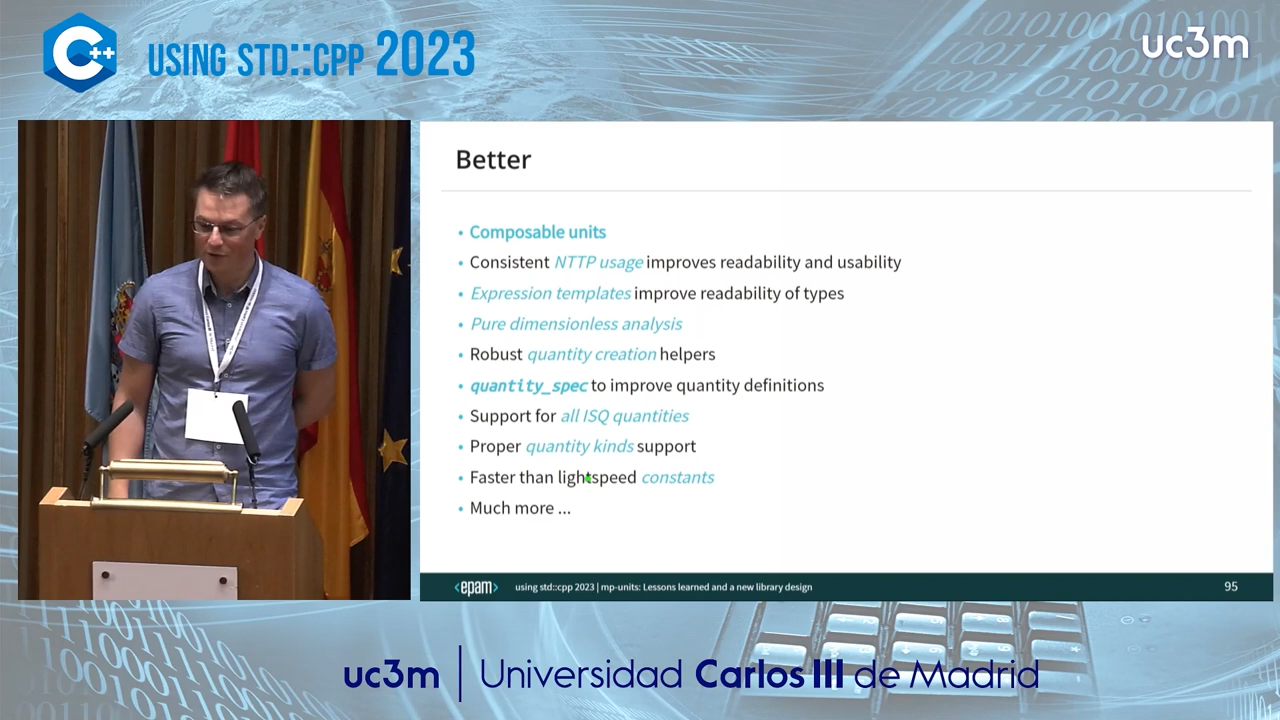 C++
USING STD::CPP 2023
uc3m
Better
• Composable units
• Consistent NTTP usage improves readability and usability
• Expression templates improve readability of types
• Pure dimensionless analysis
• Robust quantity creation helpers
• quantity_spec to improve quantity definitions
• Support for all ISQ quantities
• Proper quantity kinds support
• Faster than lightspeed constants
• Much more ...
<epam> using std::cpp 2023 | mp-units: Lessons learned and a new library design 95
uc3m | Universidad Carlos III de Madrid